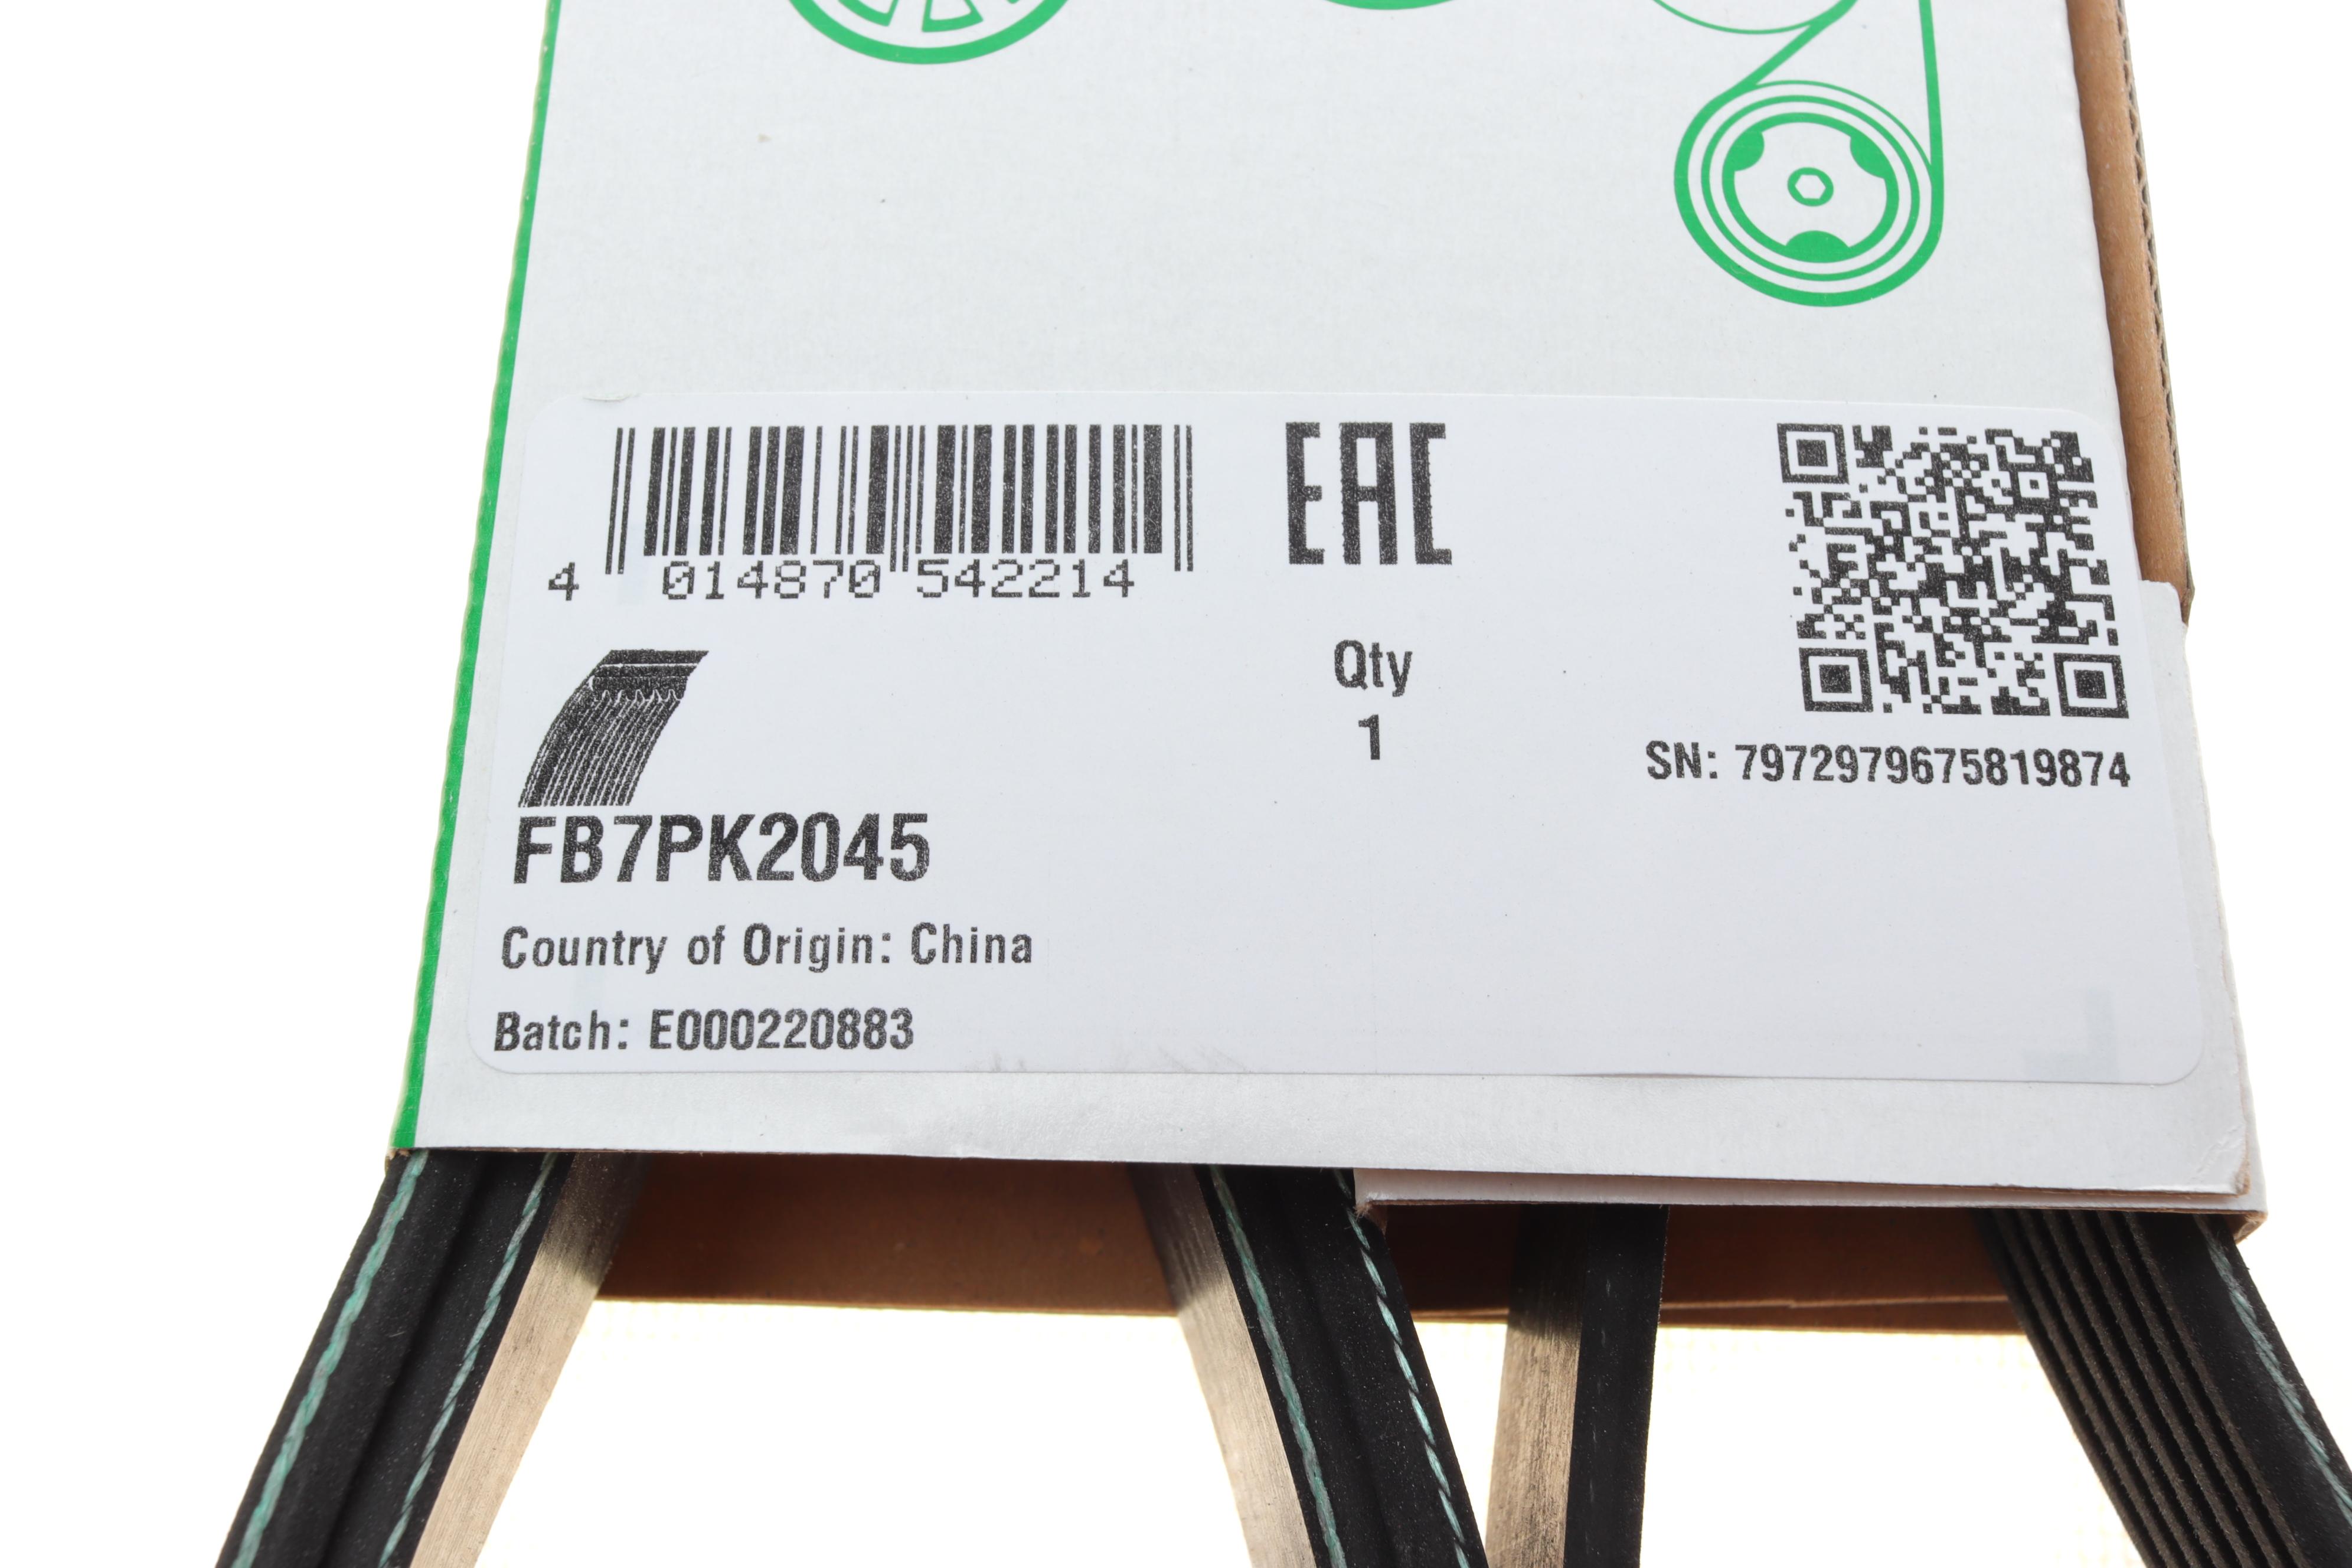 4 014870 542214
EAC
Qty
1
SN: 7972979675819874
FB7PK2045
Country of Origin: China
Batch: E000220883